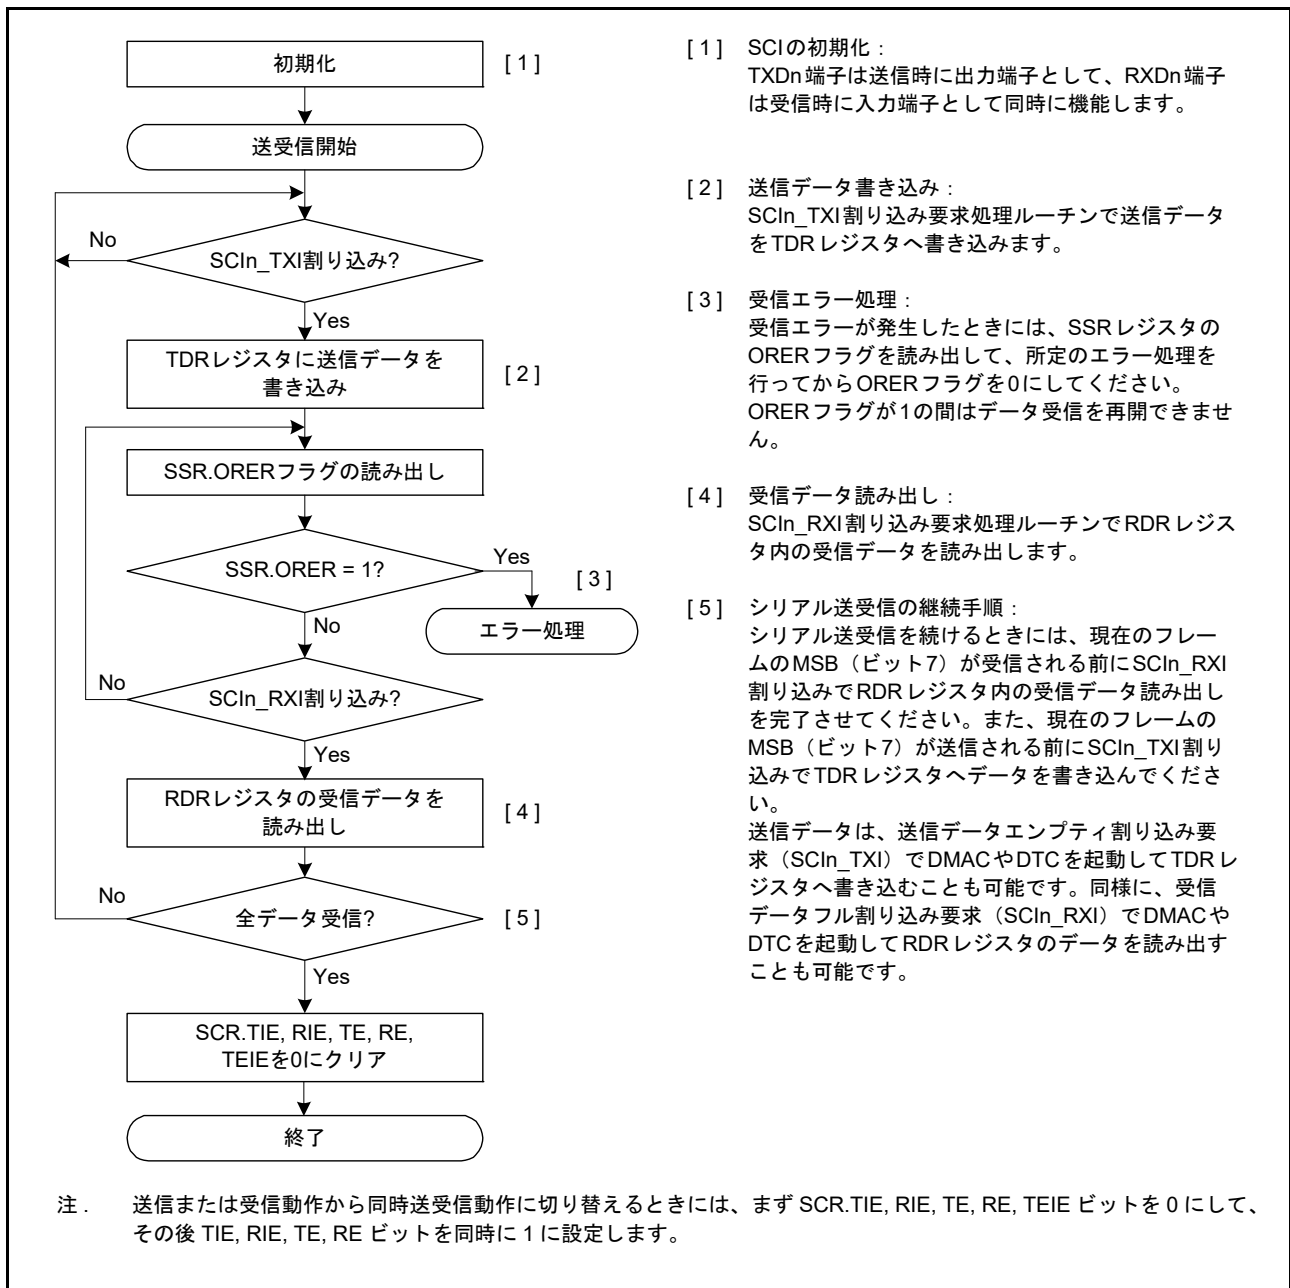 初期化
[ 1 ]
送受信開始
No
SCIn_TXI割り込み?
Yes
TDRレジスタに送信データを
書き込み
[ 2 ]
SSR.ORERフラグの読み出し
SSR.ORER = 1?
Yes
[ 3 ]
エラー処理
No
No
SCIn_RXI割り込み?
Yes
RDRレジスタの受信データを
読み出し
[ 4 ]
No
全データ受信?
[ 5 ]
Yes
SCR.TIE, RIE, TE, RE,
TEIEを0にクリア
終了
[ 1 ] SCIの初期化：
TXDn端子は送信時に出力端子として、RXDn端子
は受信時に入力端子として同時に機能します。
[ 2 ] 送信データ書き込み：
SCIn_TXI割り込み要求処理ルーチンで送信データ
をTDRレジスタへ書き込みます。
[ 3 ] 受信エラー処理：
受信エラーが発生したときには、SSRレジスタの
ORERフラグを読み出して、所定のエラー処理を
行ってからORERフラグを0にしてください。
ORERフラグが1の間はデータ受信を再開できませ
ん。
[ 4 ] 受信データ読み出し：
SCIn_RXI割り込み要求処理ルーチンでRDRレジス
タ内の受信データを読み出します。
[ 5 ] シリアル送受信の継続手順：
シリアル送受信を続けるときには、現在のフレー
ムのMSB（ビット7）が受信される前にSCIn_RXI
割り込みでRDRレジスタ内の受信データ読み出し
を完了させてください。また、現在のフレームの
MSB（ビット7）が送信される前にSCIn_TXI割り
込みでTDRレジスタへデータを書き込んでくださ
い。
送信データは、送信データエンプティ割り込み要
求（SCIn_TXI）でDMACやDTCを起動してTDRレ
ジスタへ書き込むことも可能です。同様に、受信
データフル割り込み要求（SCIn_RXI）でDMACや
DTCを起動してRDRレジスタのデータを読み出す
ことも可能です。
注． 送信または受信動作から同時送受信動作に切り替えるときには、まず SCR.TIE, RIE, TE, RE, TEIE ビットを 0 にして、
その後 TIE, RIE, TE, RE ビットを同時に 1 に設定します。